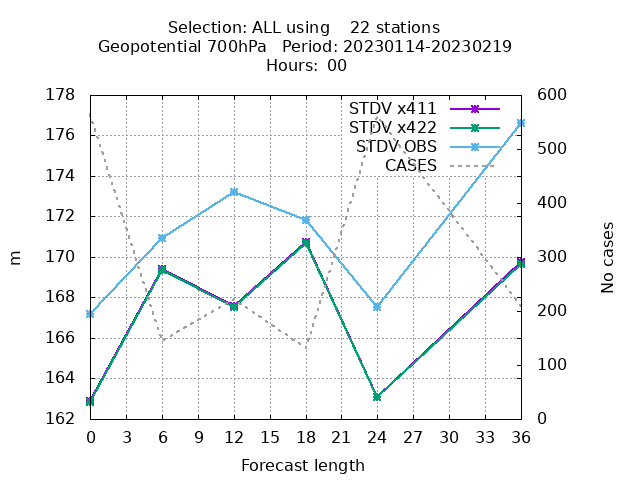 Selection: ALL using    22 stations
Geopotential 700hPa   Period: 20230114-20230219
Hours:  00
STDV x411
STDV x422
STDV OBS
CASES
178
176
174
172
170
168
166
164
162
600
500
400
300
200
100
0
m
No cases
0 3 6 9 12 15 18 21 24 27 30 33 36
Forecast length